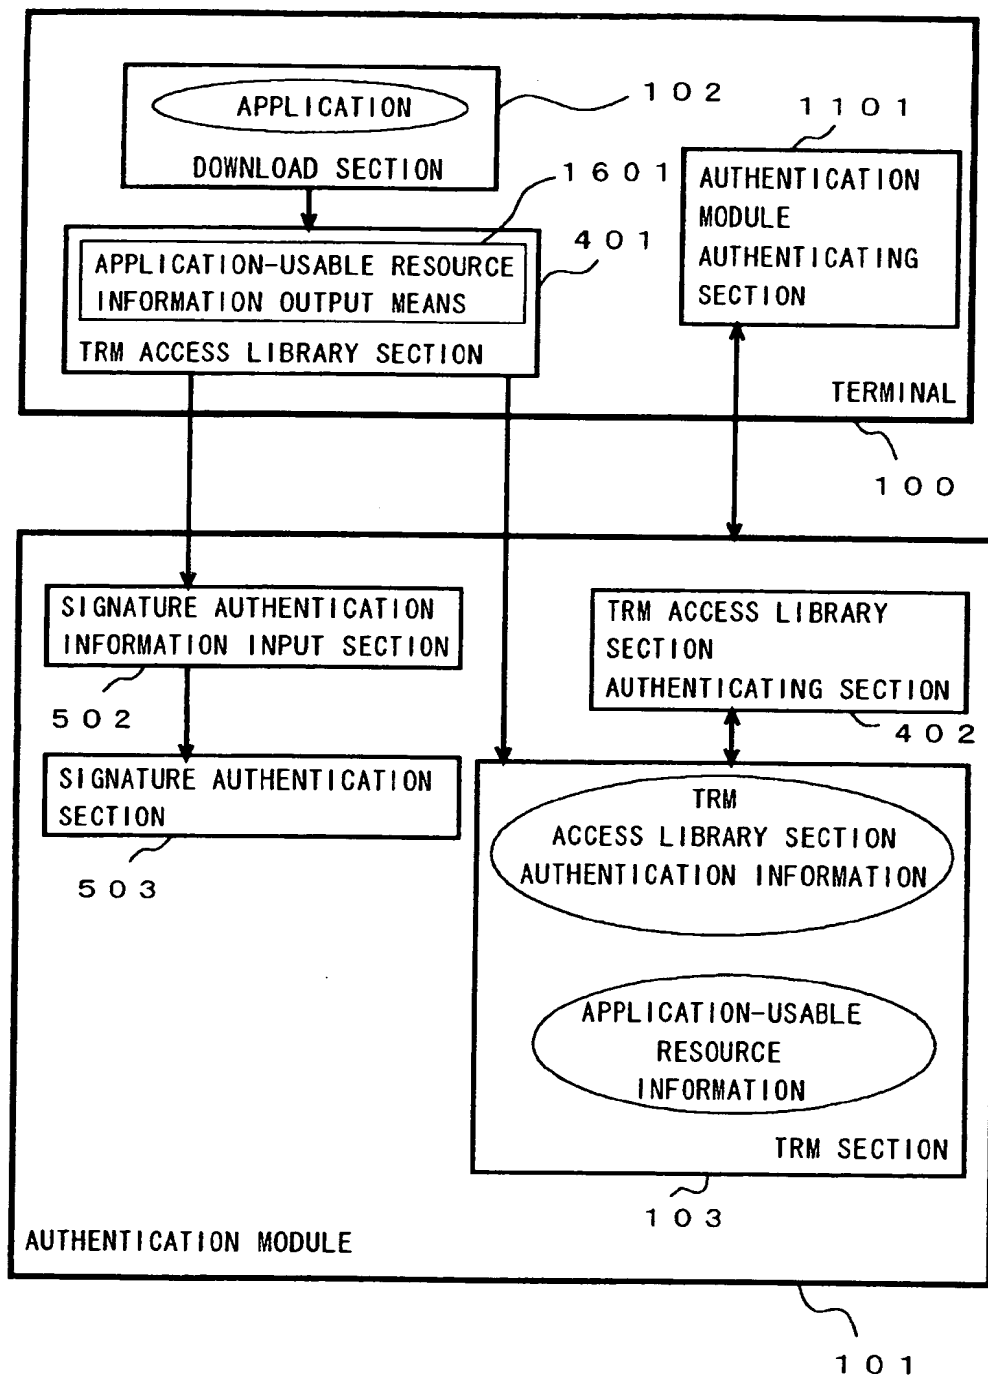 APPLICATION
DOWNLOAD SECTION
102
1101
1601
AUTHENTICATION
MODULE
AUTHENTICATING
SECTION
401
APPLICATION-USABLE RESOURCE
INFORMATION OUTPUT MEANS
TRM ACCESS LIBRARY SECTION
TERMINAL
100
SIGNATURE AUTHENTICATION
INFORMATION INPUT SECTION
502
TRM ACCESS LIBRARY
SECTION
AUTHENTICATING SECTION
402
SIGNATURE AUTHENTICATION
SECTION
503
TRM
ACCESS LIBRARY SECTION
AUTHENTICATION INFORMATION
APPLICATION-USABLE
RESOURCE
INFORMATION
TRM SECTION
103
AUTHENTICATION MODULE
101